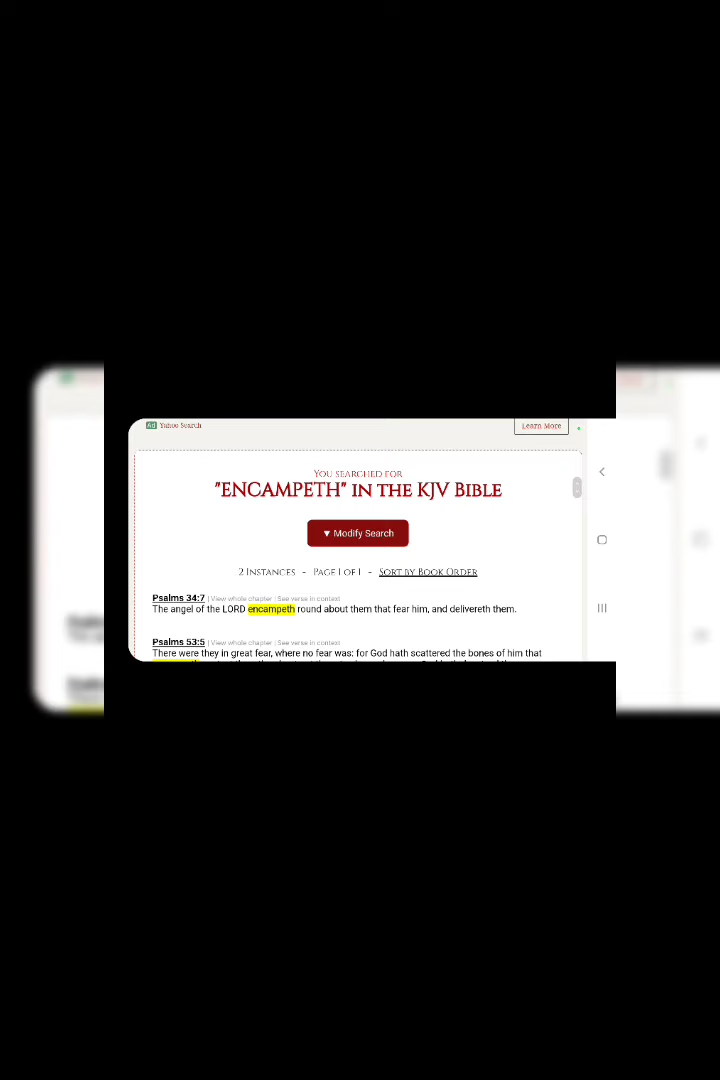 Ad Yahoo Search
Learn More
You searched for
"ENCAMPETH" in the KJV Bible
▼ Modify Search
2 Instances - Page 1 of 1 - Sort by Book Order
Psalms 34:7 | View whole chapter | See verse in context
The angel of the LORD encampeth round about them that fear him, and delivereth them.
Psalms 53:5 | View whole chapter | See verse in context
There were they in great fear, where no fear was: for God hath scattered the bones of him that